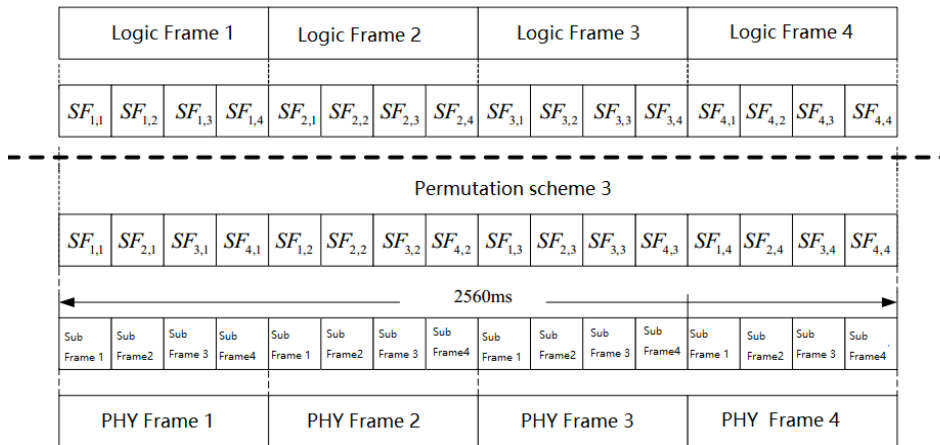 Logic Frame 1 Logic Frame 2 Logic Frame 3 Logic Frame 4
SF1,1 SF1,2 SF1,3 SF1,4 SF2,1 SF2,2 SF2,3 SF2,4 SF3,1 SF3,2 SF3,3 SF3,4 SF4,1 SF4,2 SF4,3 SF4,4
Permutation scheme 3
SF1,1 SF2,1 SF3,1 SF4,1 SF1,2 SF2,2 SF3,2 SF4,2 SF1,3 SF2,3 SF3,3 SF4,3 SF1,4 SF2,4 SF3,4 SF4,4
2560ms
Sub Sub Sub Sub Sub Sub Sub Sub Sub Sub Sub Sub Sub Sub Sub Sub
Frame 1 Frame2 Frame 3 Frame4 Frame 1 Frame2 Frame 3 Frame4 Frame 1 Frame2 Frame 3 Frame4 Frame 1 Frame2 Frame 3 Frame4
PHY Frame 1 PHY Frame 2 PHY Frame 3 PHY Frame 4